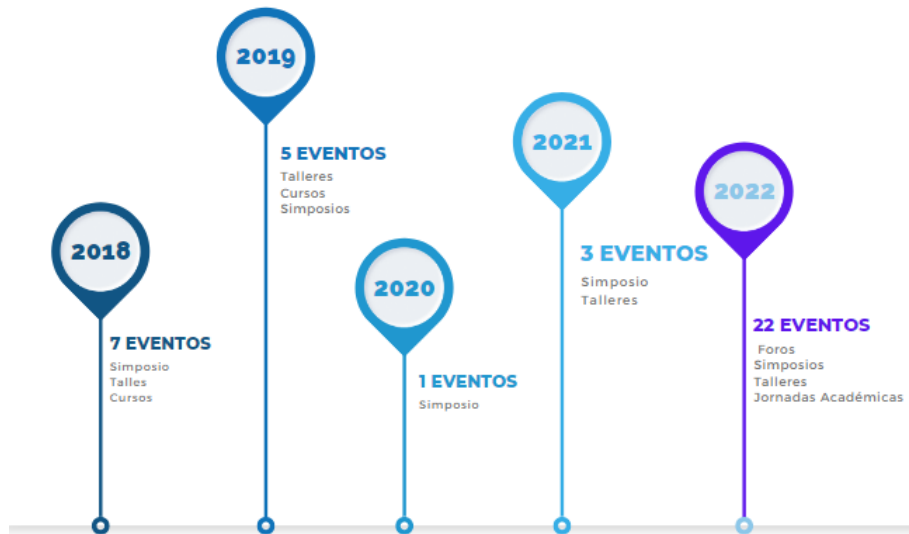 2018
7 EVENTOS
Simposio
Talles
Cursos
2019
5 EVENTOS
Talleres
Cursos
Simposios
2020
1 EVENTOS
Simposio
2021
3 EVENTOS
Simposio
Talleres
2022
22 EVENTOS
Foros
Simposios
Talleres
Jornadas Académicas